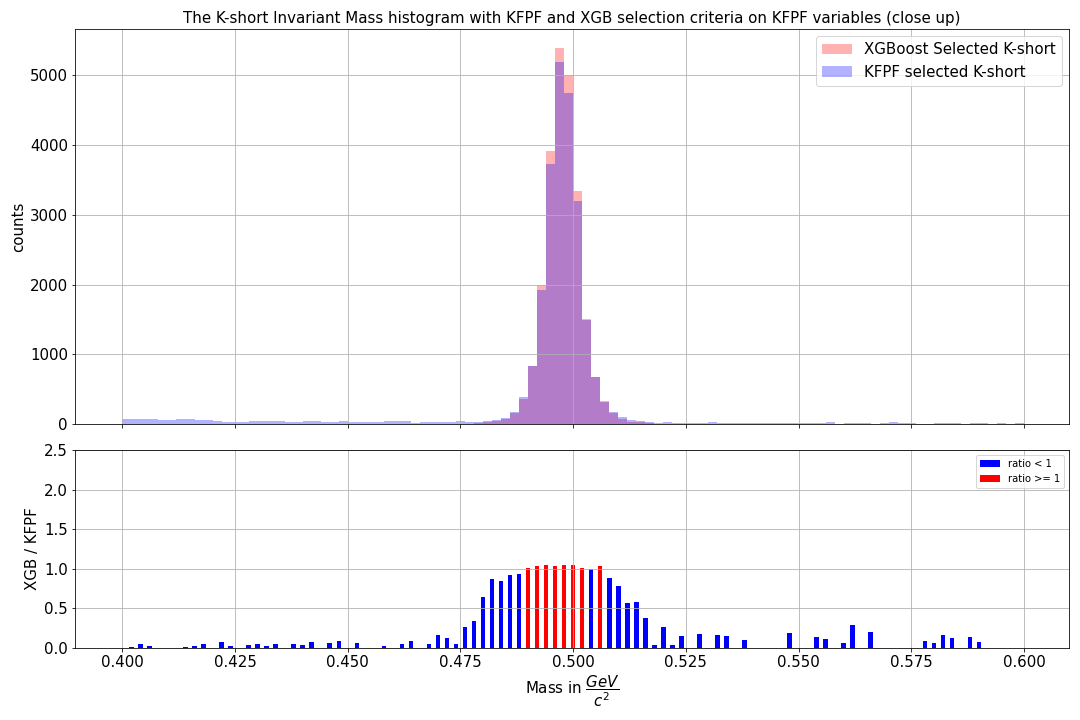 The K-short Invariant Mass histogram with KFPF and XGB selection criteria on KFPF variables (close up)
XGBoost Selected K-short
KFPF selected K-short
5000
4000
3000
2000
1000
0
counts
2.5
2.0
1.5
1.0
0.5
0.0
XGB / KFPF
ratio < 1
ratio >= 1
0.400 0.425 0.450 0.475 0.500 0.525 0.550 0.575 0.600
Mass in GeV/c²